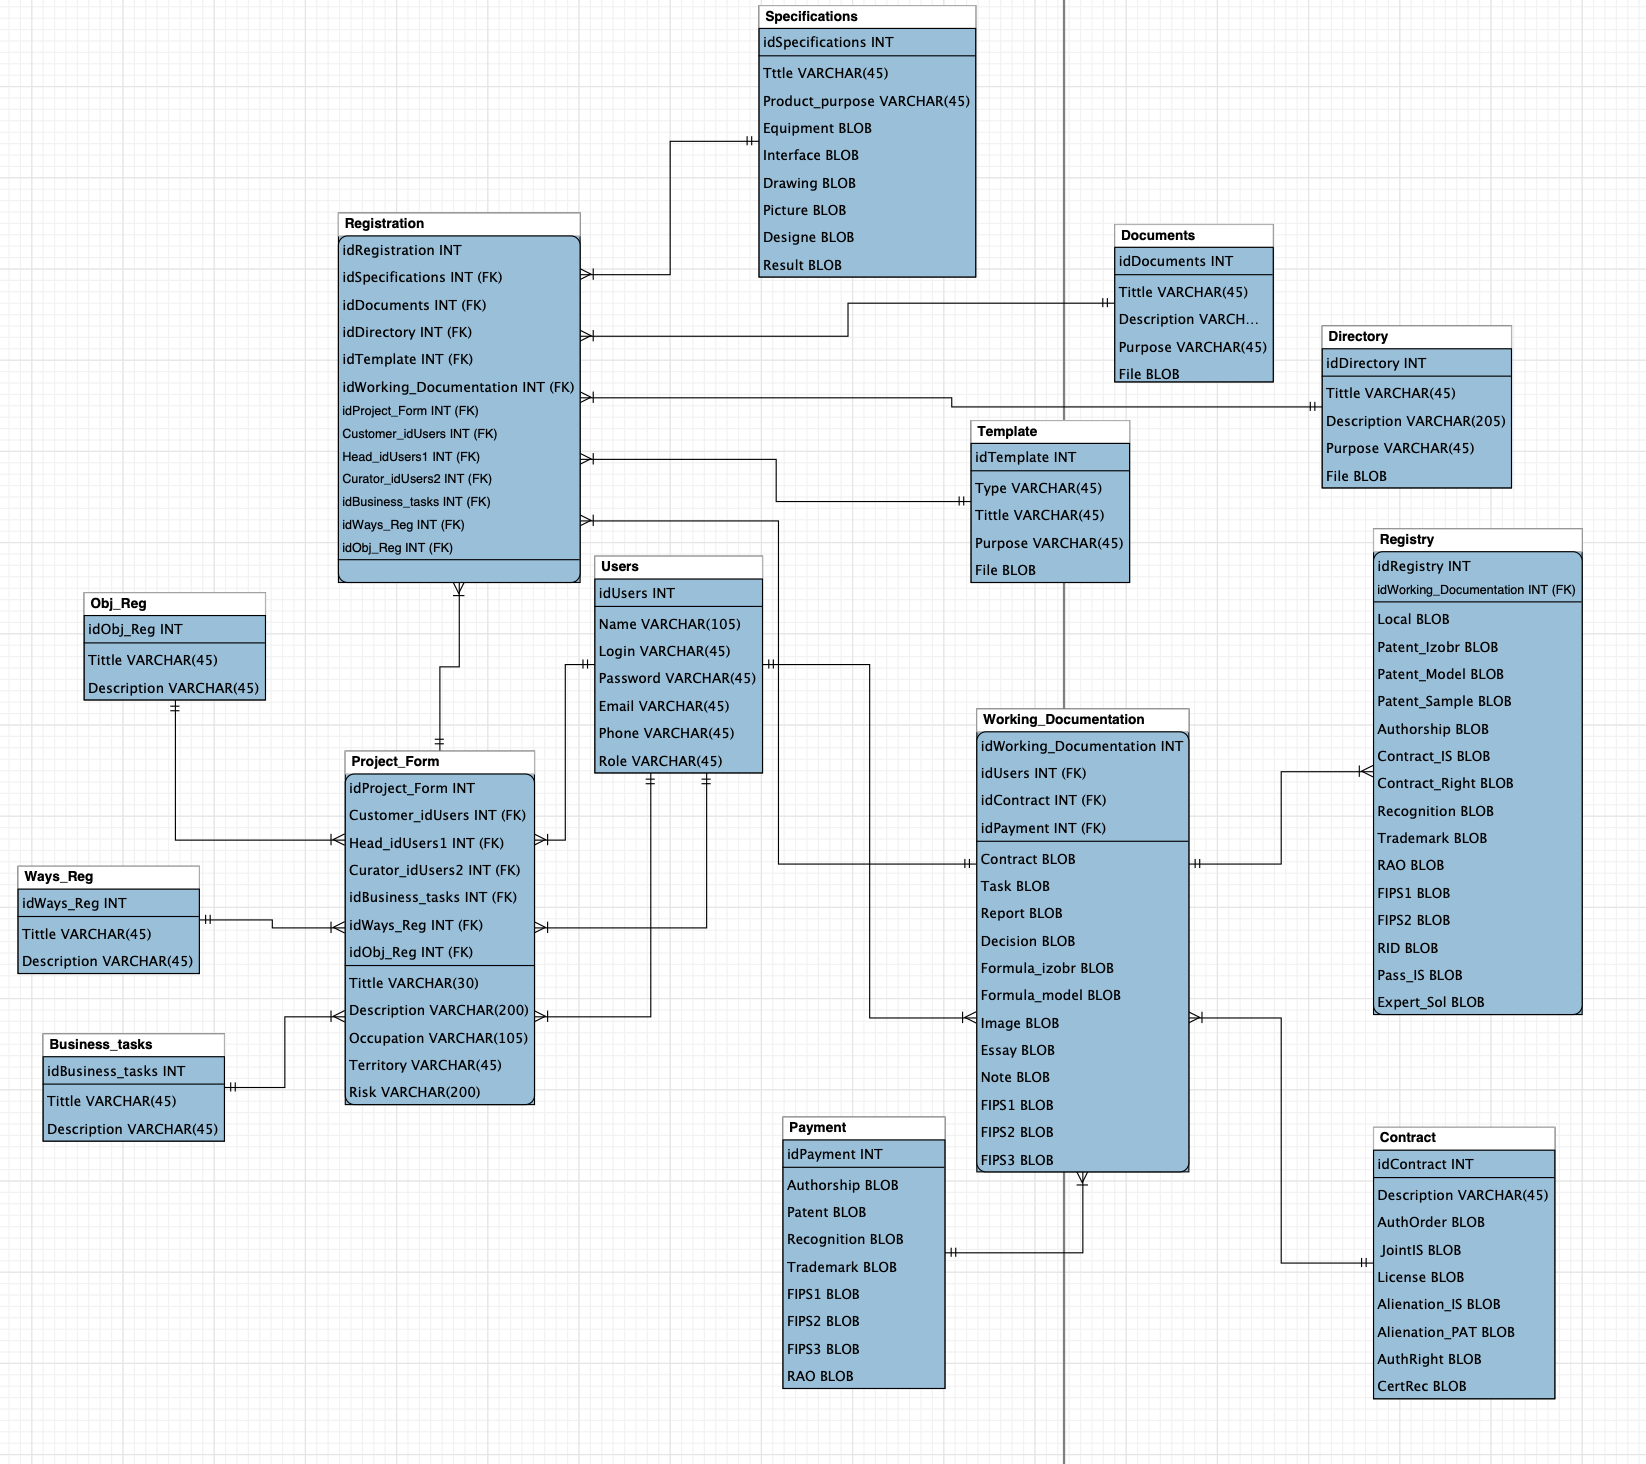 Specifications
idSpecifications INT
Tttle VARCHAR(45)
Product_purpose VARCHAR(45)
Equipment BLOB
Interface BLOB
Drawing BLOB
Picture BLOB
Designe BLOB
Result BLOB
Registration
idRegistration INT
idSpecifications INT (FK)
idDocuments INT (FK)
idDirectory INT (FK)
idTemplate INT (FK)
idWorking_Documentation INT (FK)
idProject_Form INT (FK)
Customer_idUsers INT (FK)
Head_idUsers1 INT (FK)
Curator_idUsers2 INT (FK)
idBusiness_tasks INT (FK)
idWays_Reg INT (FK)
idObj_Reg INT (FK)
Documents
idDocuments INT
Tittle VARCHAR(45)
Description VARCH...
Purpose VARCHAR(45)
File BLOB
Directory
idDirectory INT
Tittle VARCHAR(45)
Description VARCHAR(205)
Purpose VARCHAR(45)
File BLOB
Template
idTemplate INT
Type VARCHAR(45)
Tittle VARCHAR(45)
Purpose VARCHAR(45)
File BLOB
Registry
idRegistry INT
idWorking_Documentation INT (FK)
Local BLOB
Patent_Izobr BLOB
Patent_Model BLOB
Patent_Sample BLOB
Authorship BLOB
Contract_IS BLOB
Contract_Right BLOB
Recognition BLOB
Trademark BLOB
RAO BLOB
FIPS1 BLOB
FIPS2 BLOB
RID BLOB
Pass_IS BLOB
Expert_Sol BLOB
Users
idUsers INT
Name VARCHAR(105)
Login VARCHAR(45)
Password VARCHAR(45)
Email VARCHAR(45)
Phone VARCHAR(45)
Role VARCHAR(45)
Obj_Reg
idObj_Reg INT
Tittle VARCHAR(45)
Description VARCHAR(45)
Working_Documentation
idWorking_Documentation INT
idUsers INT (FK)
idContract INT (FK)
idPayment INT (FK)
Contract BLOB
Task BLOB
Report BLOB
Decision BLOB
Formula_izobr BLOB
Formula_model BLOB
Image BLOB
Essay BLOB
Note BLOB
FIPS1 BLOB
FIPS2 BLOB
FIPS3 BLOB
Project_Form
idProject_Form INT
Customer_idUsers INT (FK)
Head_idUsers1 INT (FK)
Curator_idUsers2 INT (FK)
idBusiness_tasks INT (FK)
idWays_Reg INT (FK)
idObj_Reg INT (FK)
Tittle VARCHAR(30)
Description VARCHAR(200)
Occupation VARCHAR(105)
Territory VARCHAR(45)
Risk VARCHAR(200)
Ways_Reg
idWays_Reg INT
Tittle VARCHAR(45)
Description VARCHAR(45)
Business_tasks
idBusiness_tasks INT
Tittle VARCHAR(45)
Description VARCHAR(45)
Payment
idPayment INT
Authorship BLOB
Patent BLOB
Recognition BLOB
Trademark BLOB
FIPS1 BLOB
FIPS2 BLOB
FIPS3 BLOB
RAO BLOB
Contract
idContract INT
Description VARCHAR(45)
AuthOrder BLOB
JointIS BLOB
License BLOB
Alienation_IS BLOB
Alienation_PAT BLOB
AuthRight BLOB
CertRec BLOB